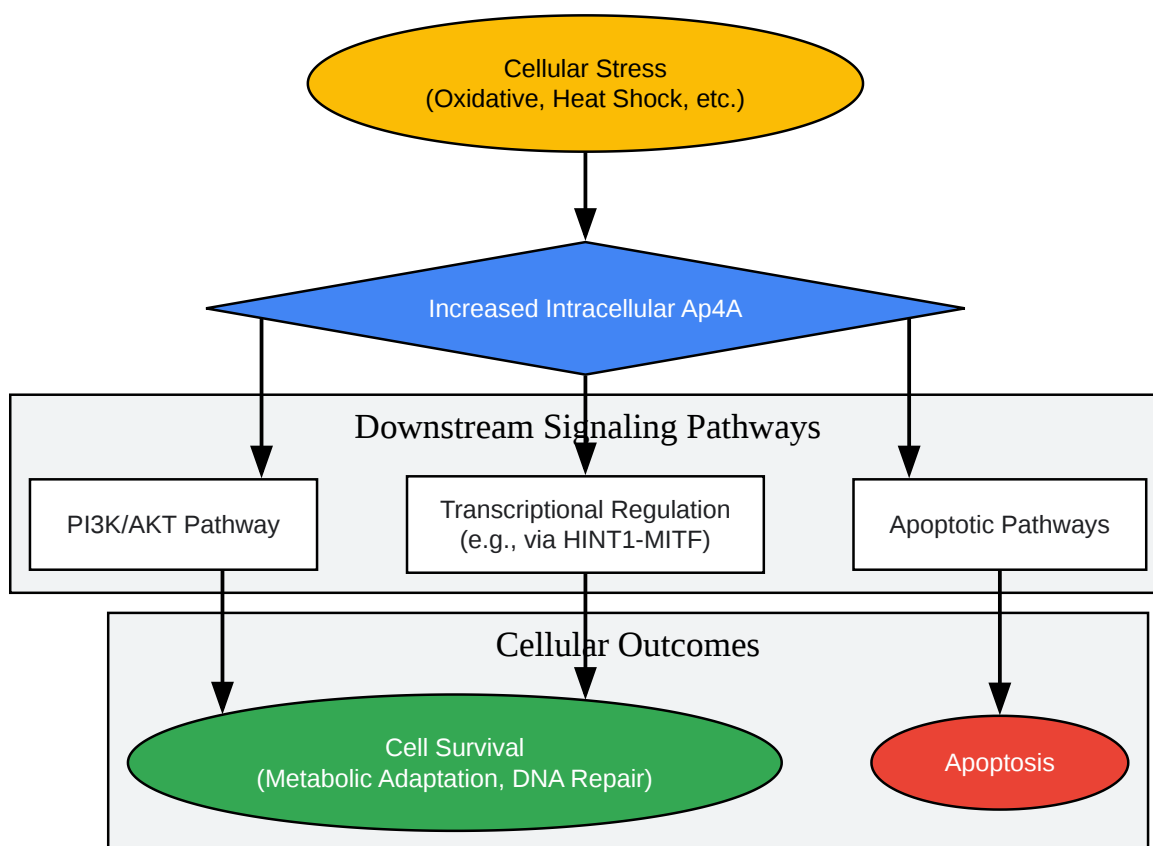 Cellular Stress
(Oxidative, Heat Shock, etc.)
Increased Intracellular Ap4A
Downstream Signaling Pathways
PI3K/AKT Pathway
Transcriptional Regulation
(e.g., via HINT1-MITF)
Apoptotic Pathways
Cellular Outcomes
Cell Survival
(Metabolic Adaptation, DNA Repair)
Apoptosis